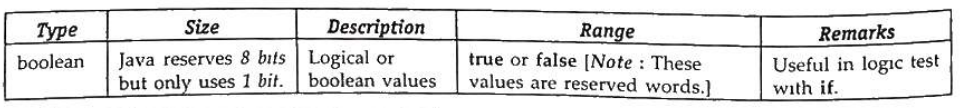 Type Size Description Range Remarks
boolean Java reserves 8 bits Logical or true or false [Note : These Useful in logic test
but only uses 1 bit. boolean values values are reserved words.] with if.